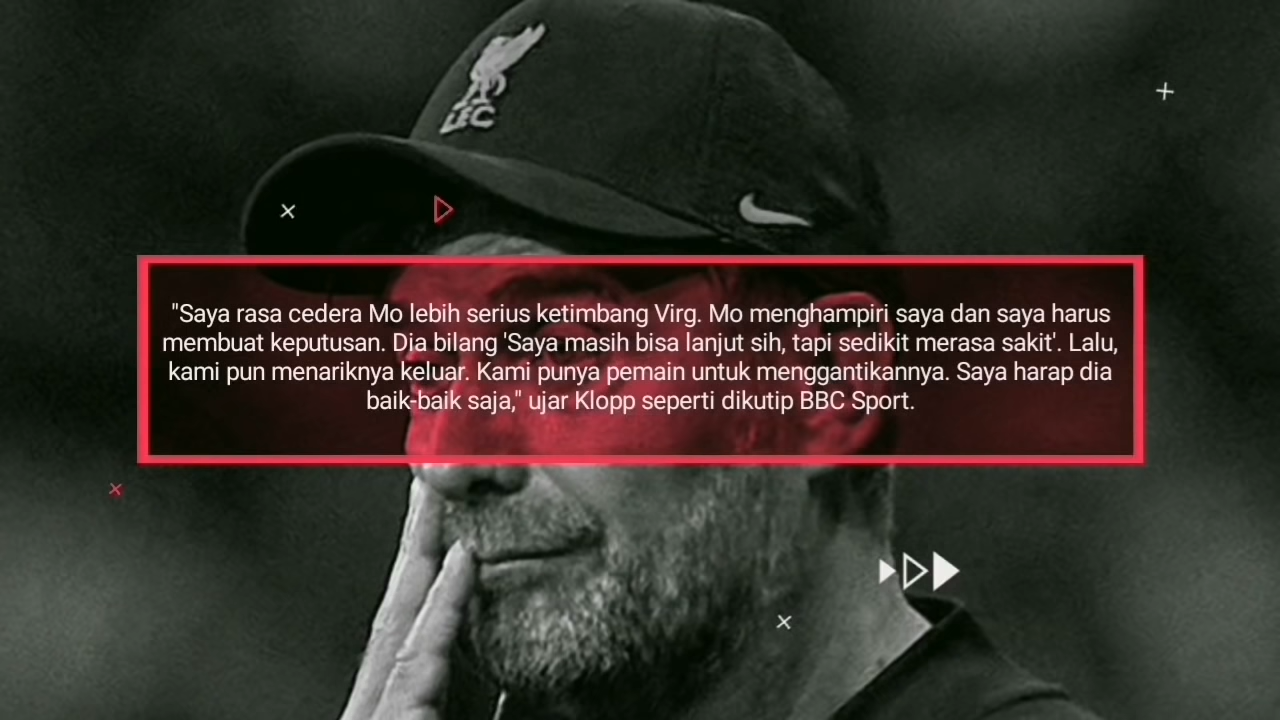 LFC
"Saya rasa cedera Mo lebih serius ketimbang Virg. Mo menghampiri saya dan saya harus
membuat keputusan. Dia bilang 'Saya masih bisa lanjut sih, tapi sedikit merasa sakit'. Lalu,
kami pun menariknya keluar. Kami punya pemain untuk menggantikannya. Saya harap dia
baik-baik saja," ujar Klopp seperti dikutip BBC Sport.